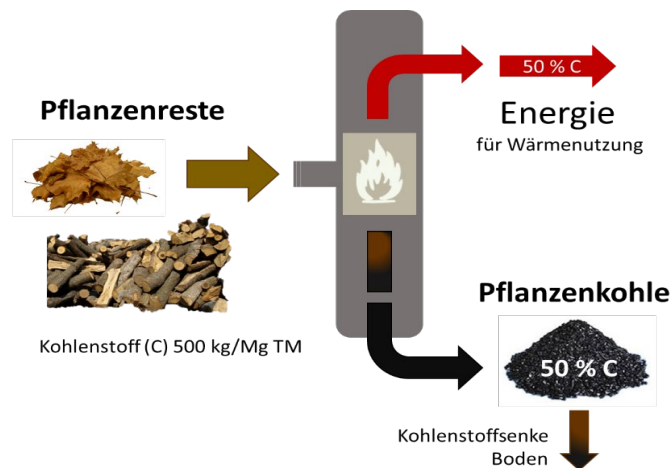 Pflanzenreste
Kohlenstoff (C) 500 kg/Mg TM
50 % C
Energie
für Wärmenutzung
Pflanzenkohle
50 % C
Kohlenstoffsenke
Boden